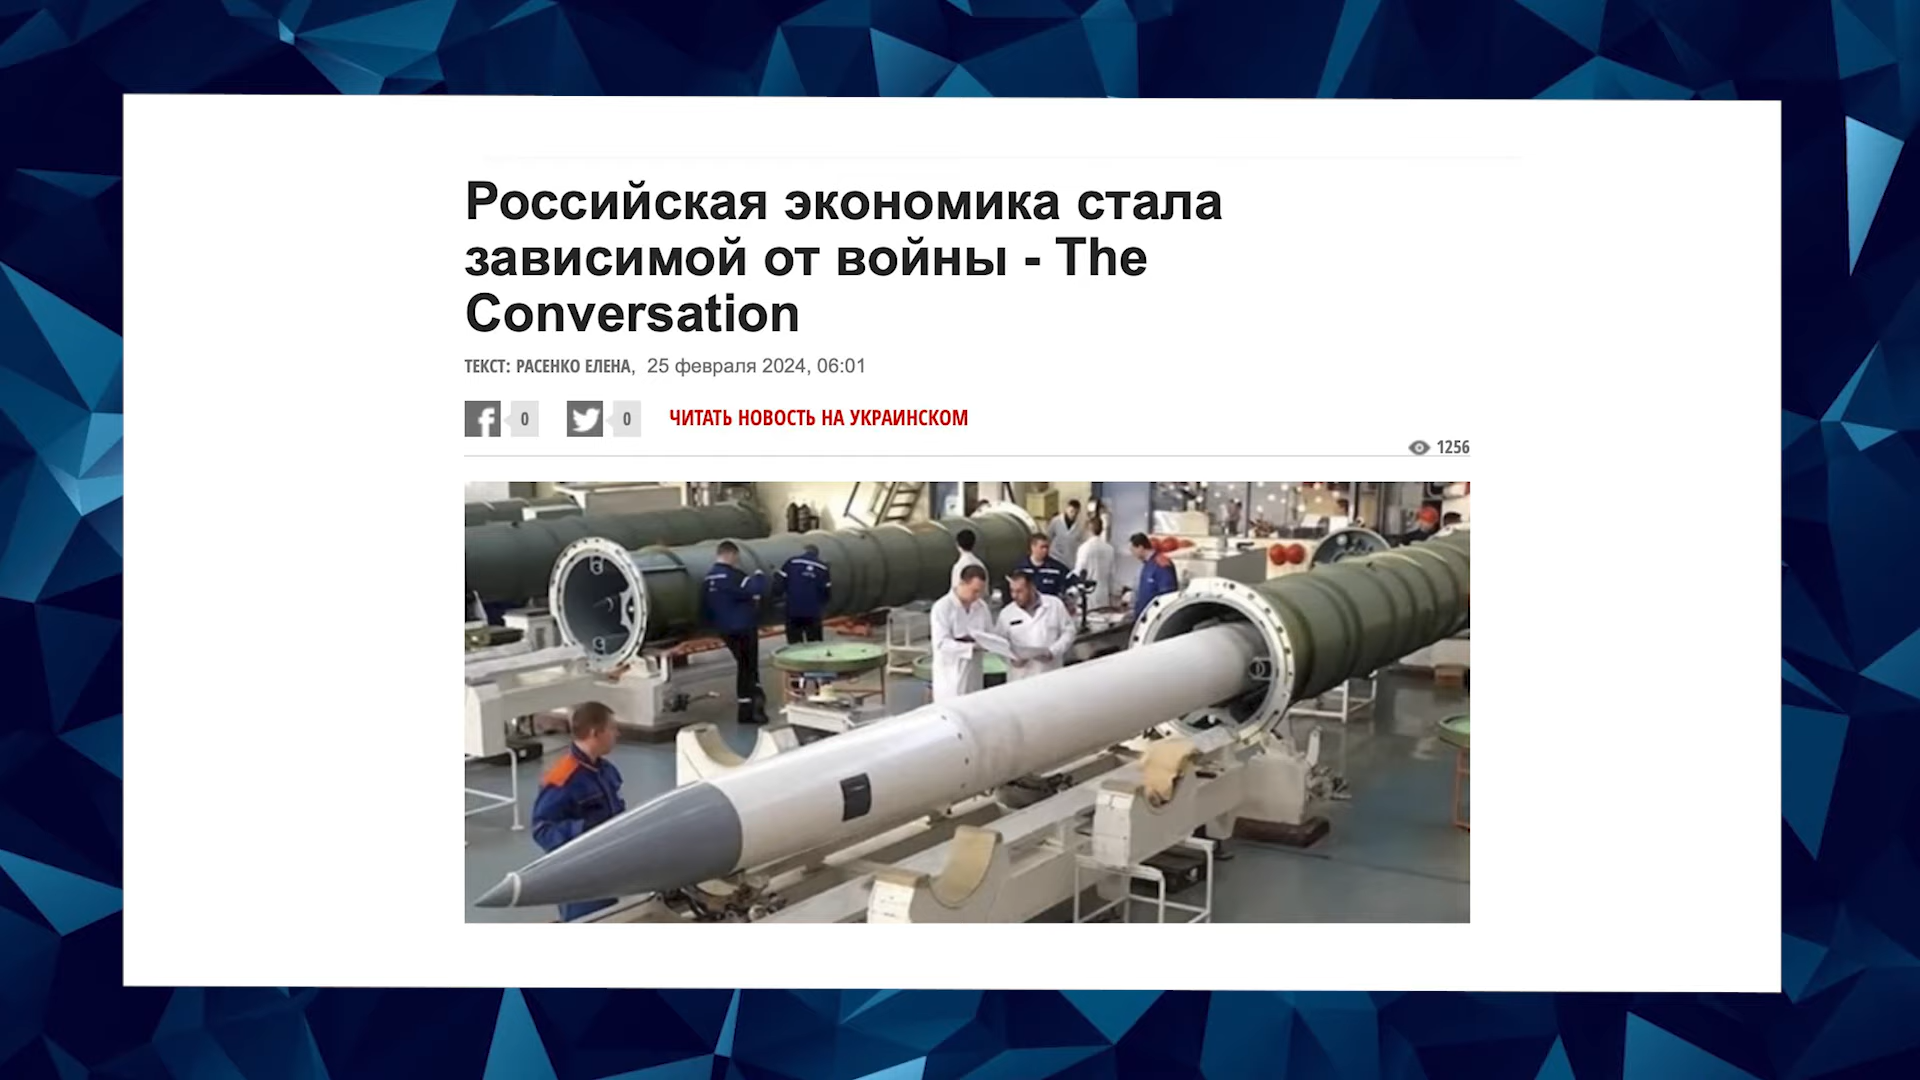 Российская экономика стала
зависимой от войны - The
Conversation
ТЕКСТ: РАСЕНКО ЕЛЕНА, 25 февраля 2024, 06:01
0 0 ЧИТАТЬ НОВОСТЬ НА УКРАИНСКОМ
1256